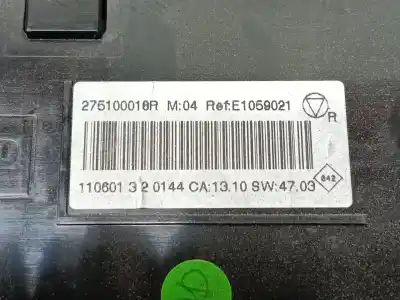 275100018R M:04 Ref:E1059021
R
110601 3 2 0144 CA:13.10 SW:47.03
842